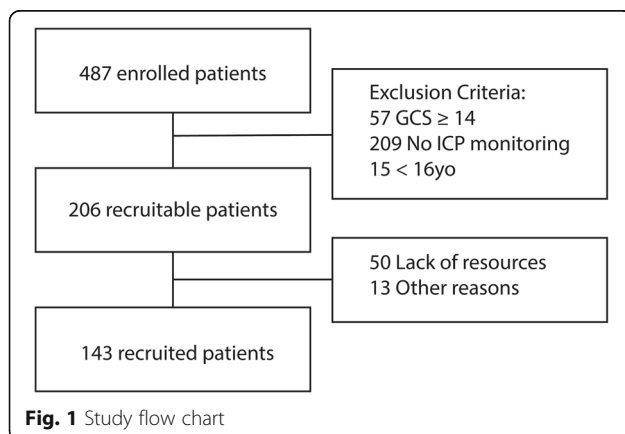 487 enrolled patients
Exclusion Criteria:
57 GCS ≥ 14
209 No ICP monitoring
15 < 16yo
206 recruitable patients
50 Lack of resources
13 Other reasons
143 recruited patients
Fig. 1 Study flow chart